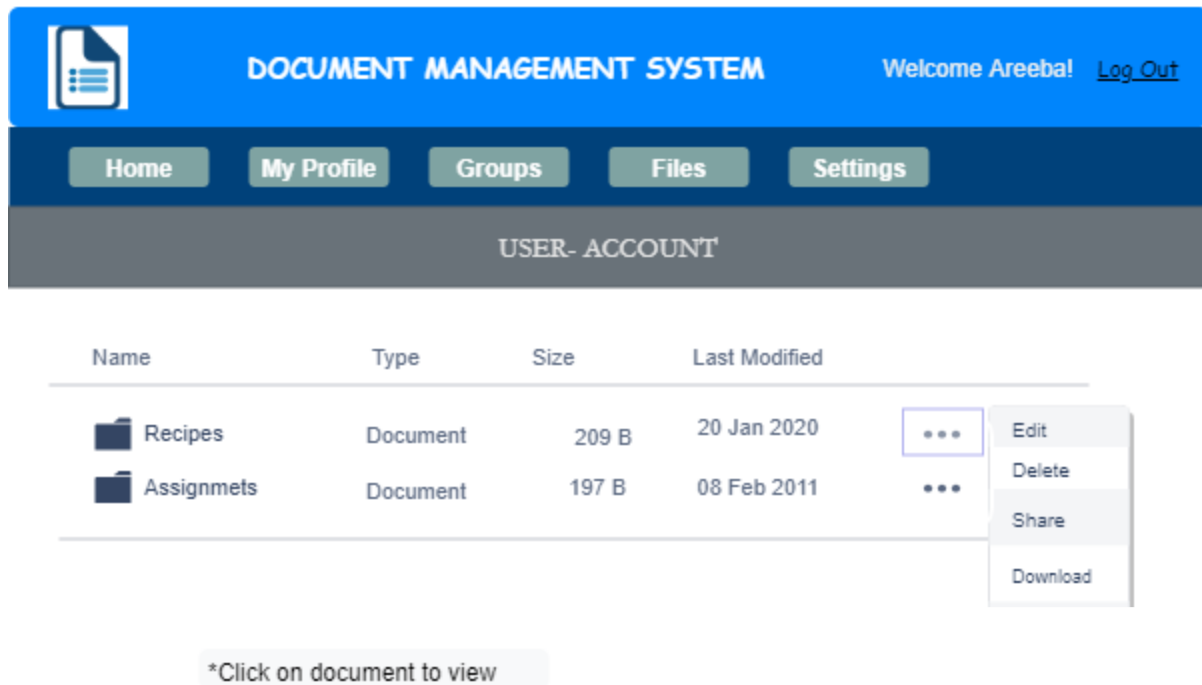 DOCUMENT MANAGEMENT SYSTEM Welcome Areeba! Log Out
Home My Profile Groups Files Settings
USER- ACCOUNT
Name Type Size Last Modified
Recipes Document 209 B 20 Jan 2020 •••
Assignmets Document 197 B 08 Feb 2011 •••
Edit
Delete
Share
Download
*Click on document to view